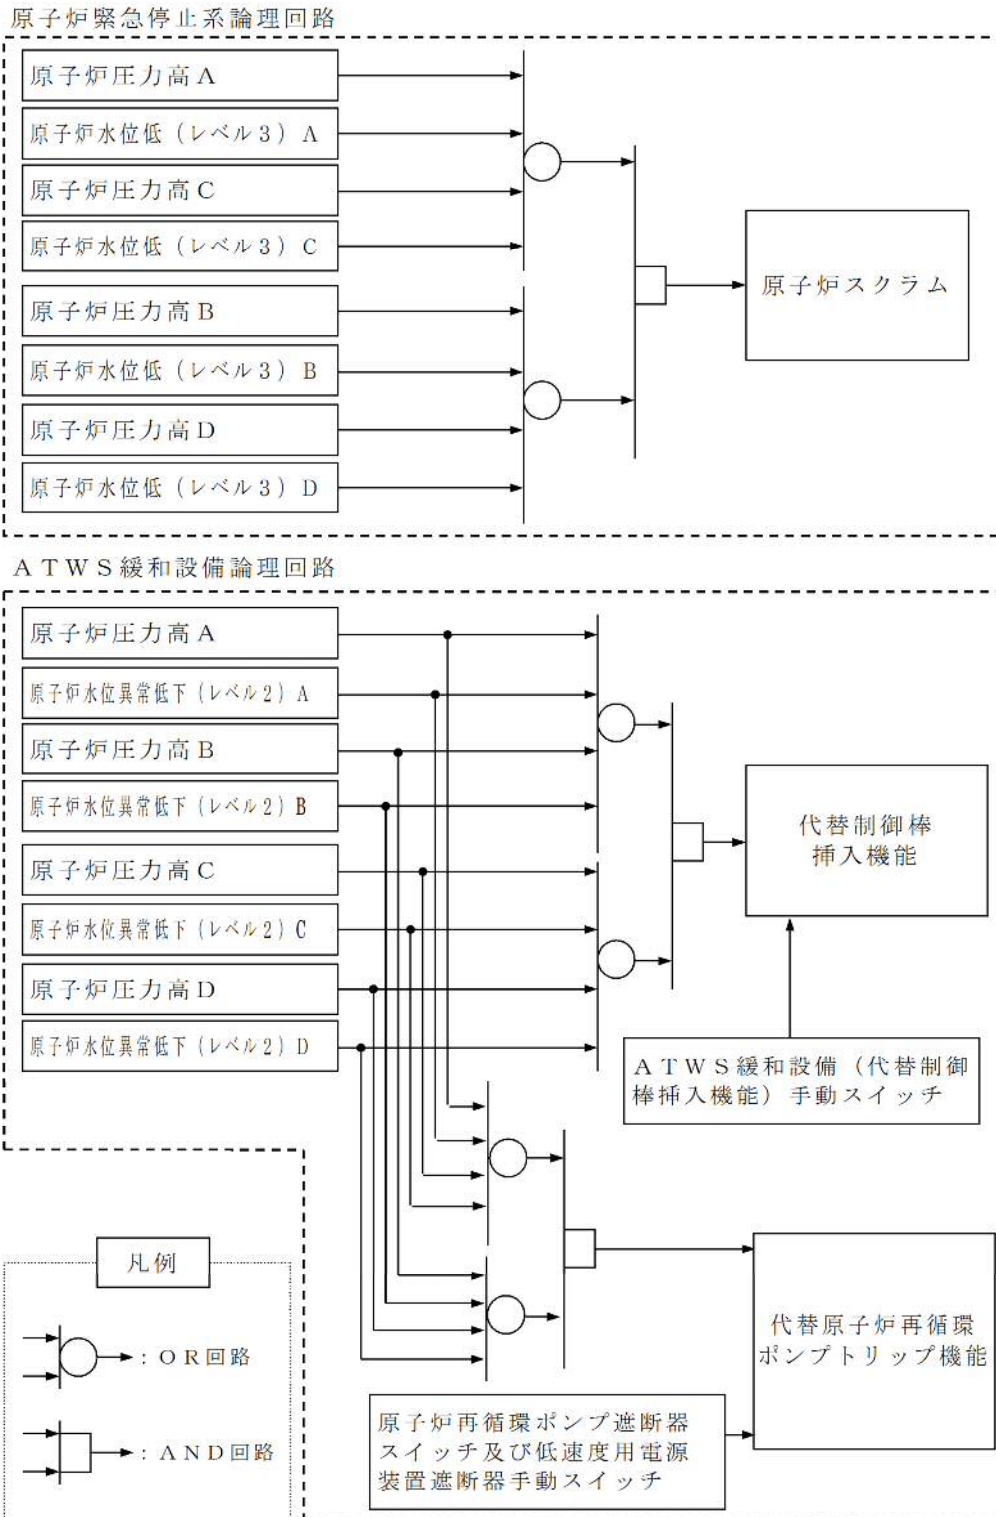 原子炉緊急停止系論理回路
原子炉圧力高A
原子炉水位低（レベル3）A
原子炉圧力高C
原子炉水位低（レベル3）C
原子炉圧力高B
原子炉水位低（レベル3）B
原子炉圧力高D
原子炉水位低（レベル3）D
原子炉スクラム
ATWS緩和設備論理回路
原子炉圧力高A
原子炉水位異常低下（レベル2）A
原子炉圧力高B
原子炉水位異常低下（レベル2）B
原子炉圧力高C
原子炉水位異常低下（レベル2）C
原子炉圧力高D
原子炉水位異常低下（レベル2）D
代替制御棒
挿入機能
ATWS緩和設備（代替制御
棒挿入機能）手動スイッチ
代替原子炉再循環
ポンプトリップ機能
原子炉再循環ポンプ遮断器
スイッチ及び低速度用電源
装置遮断器手動スイッチ
凡例
：OR回路
：AND回路